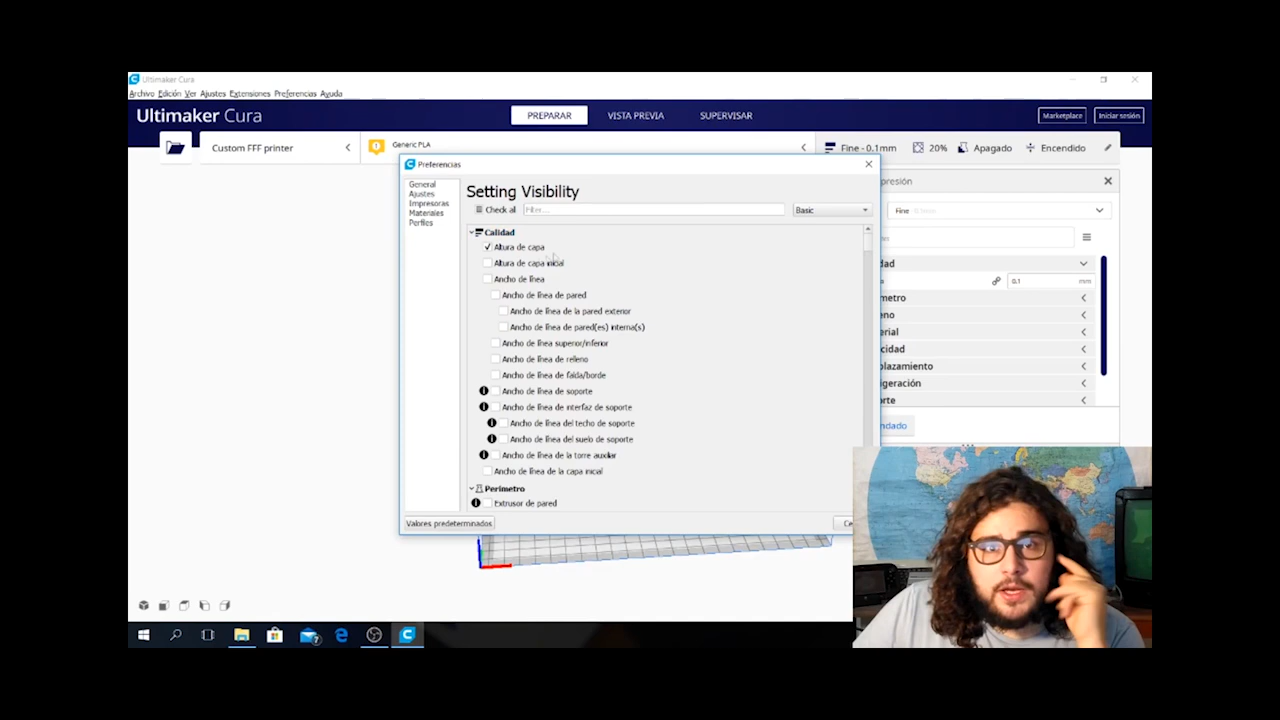 Ultimaker Cura
Archivo Edición Ver Ajustes Extensiones Preferencias Ayuda
Ultimaker Cura
PREPARAR
VISTA PREVIA
SUPERVISAR
Marketplace
Iniciar sesión
Custom FFF printer
Generic PLA
Fine - 0.1mm
20%
Apagado
Encendido
Preferencias
General
Ajustes
Impresoras
Materiales
Perfiles
Setting Visibility
Check all
Filter...
Basic
Calidad
Altura de capa
Altura de capa inicial
Ancho de línea
Ancho de línea de pared
Ancho de línea de la pared exterior
Ancho de línea de pared(es) interna(s)
Ancho de línea superior/inferior
Ancho de línea de relleno
Ancho de línea de falda/borde
Ancho de línea de soporte
Ancho de línea de interfaz de soporte
Ancho de línea del techo de soporte
Ancho de línea del suelo de soporte
Ancho de línea de la torre auxiliar
Ancho de línea de la capa inicial
Perímetro
Extrusor de pared
Valores predeterminados
Ce
presión
Fine 0.1mm
dad
0.1 mm
metro
eno
erial
cidad
plazamiento
igeración
orte
ndado
7